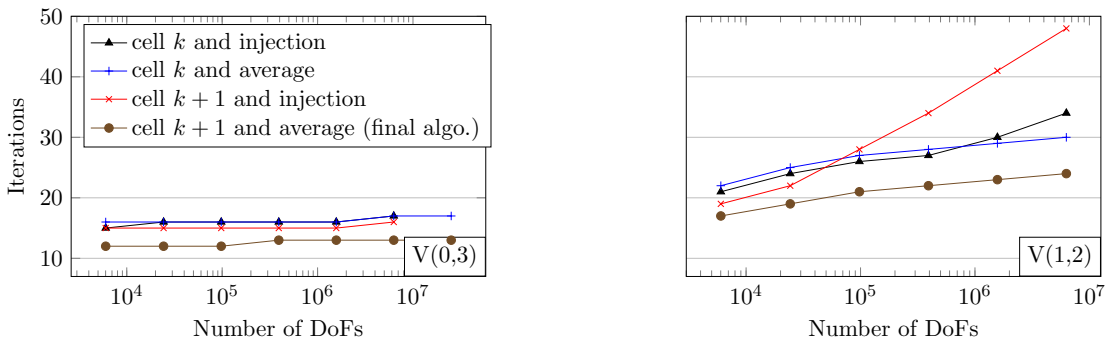 50
40
30
20
10
Iterations
cell k and injection
cell k and average
cell k + 1 and injection
cell k + 1 and average (final algo.)
V(0,3)
10^4 10^5 10^6 10^7
Number of DoFs
V(1,2)
10^4 10^5 10^6 10^7
Number of DoFs